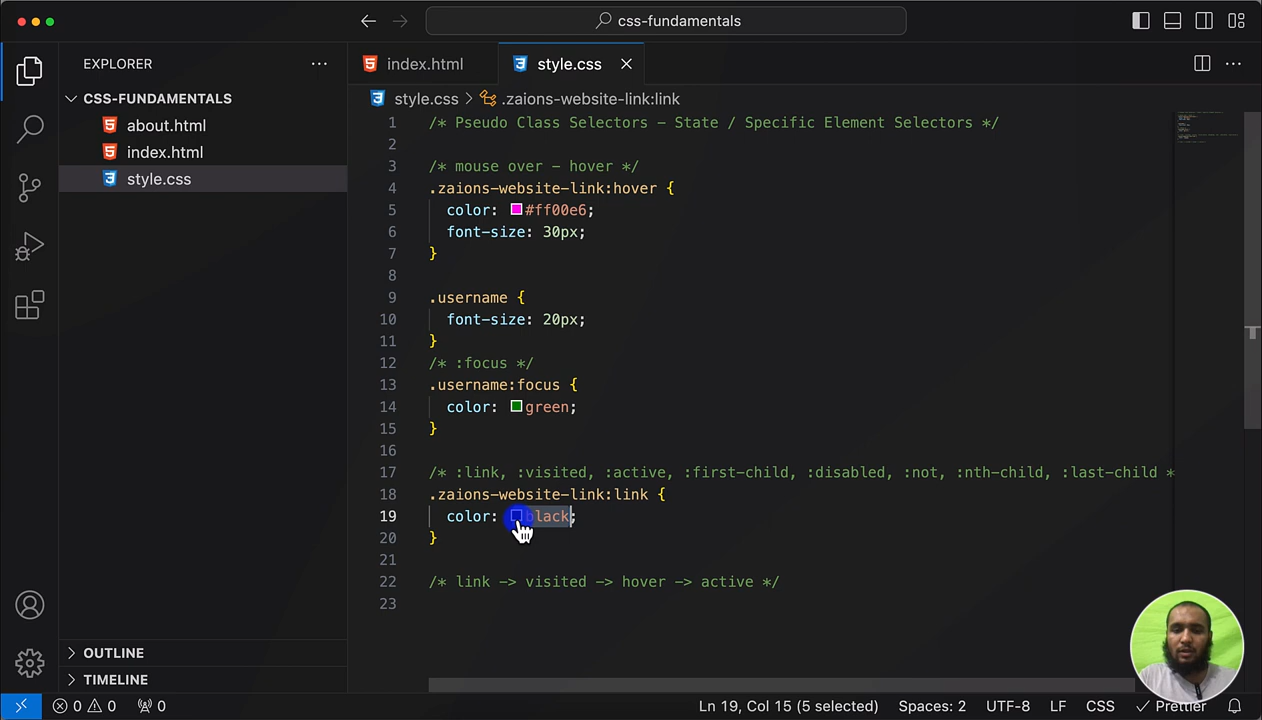 css-fundamentals
EXPLORER
CSS-FUNDAMENTALS
about.html
index.html
style.css
OUTLINE
TIMELINE
index.html
style.css
style.css > .zaions-website-link:link
1 /* Pseudo Class Selectors - State / Specific Element Selectors */
2
3 /* mouse over - hover */
4 .zaions-website-link:hover {
5 color: #ff00e6;
6 font-size: 30px;
7 }
8
9 .username {
10 font-size: 20px;
11 }
12 /* :focus */
13 .username:focus {
14 color: green;
15 }
16
17 /* :link, :visited, :active, :first-child, :disabled, :not, :nth-child, :last-child *
18 .zaions-website-link:link {
19 color: black;
20 }
21
22 /* link -> visited -> hover -> active */
23
0 0 0 Ln 19, Col 15 (5 selected) Spaces: 2 UTF-8 LF CSS Prettier